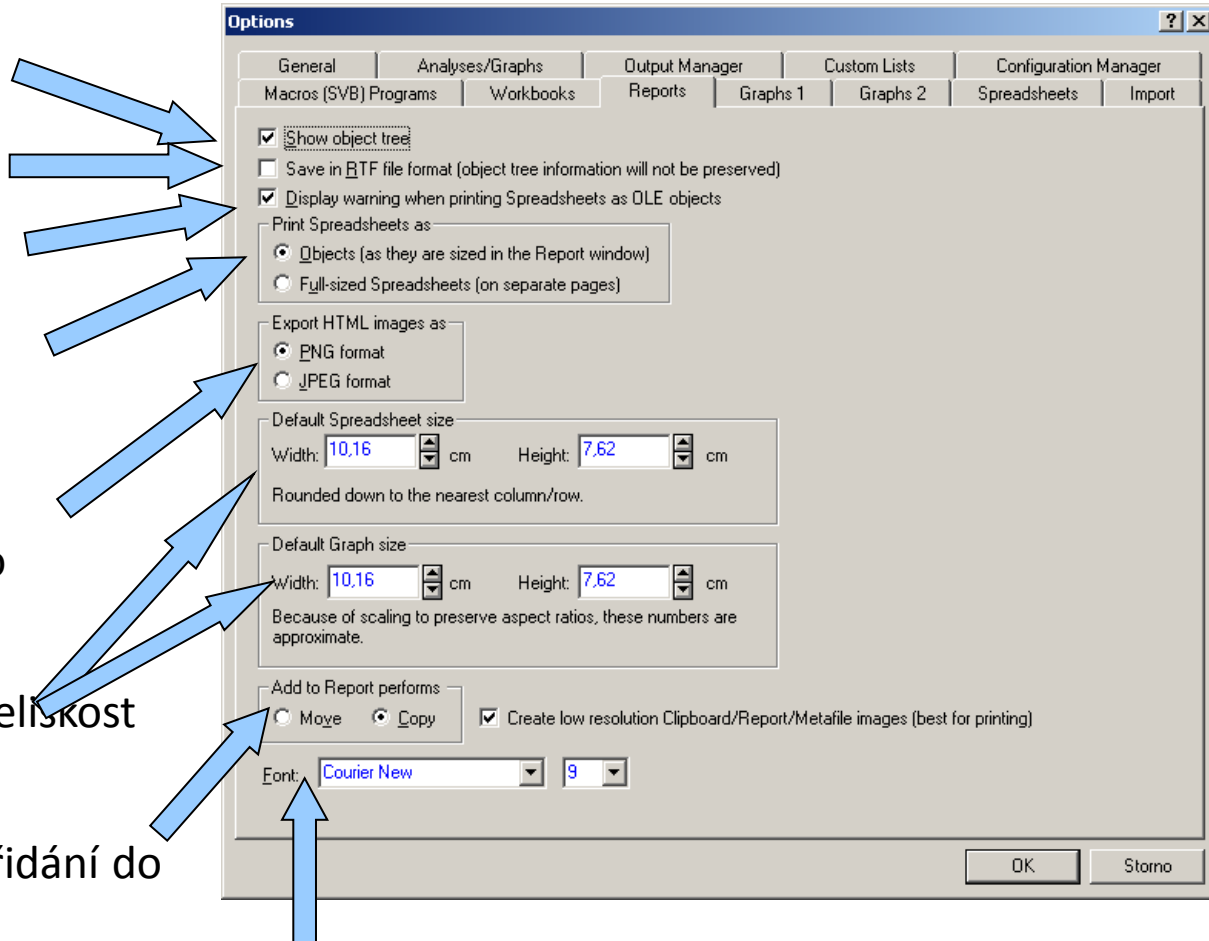 Options
General Analyses/Graphs Output Manager Custom Lists Configuration Manager
Macros (SVB) Programs Workbooks Reports Graphs 1 Graphs 2 Spreadsheets Import
Show object tree
Save in RTF file format (object tree information will not be preserved)
Display warning when printing Spreadsheets as OLE objects
Print Spreadsheets as
Objects (as they are sized in the Report window)
Full-sized Spreadsheets (on separate pages)
Export HTML images as
PNG format
JPEG format
Default Spreadsheet size
Width: 10,16 cm Height: 7,62 cm
Rounded down to the nearest column/row.
Default Graph size
Width: 10,16 cm Height: 7,62 cm
Because of scaling to preserve aspect ratios, these numbers are
approximate.
Add to Report performs
Move Copy Create low resolution Clipboard/Report/Metafile images (best for printing)
Font: Courier New 9
OK Storno
o
eliskost
řidání do